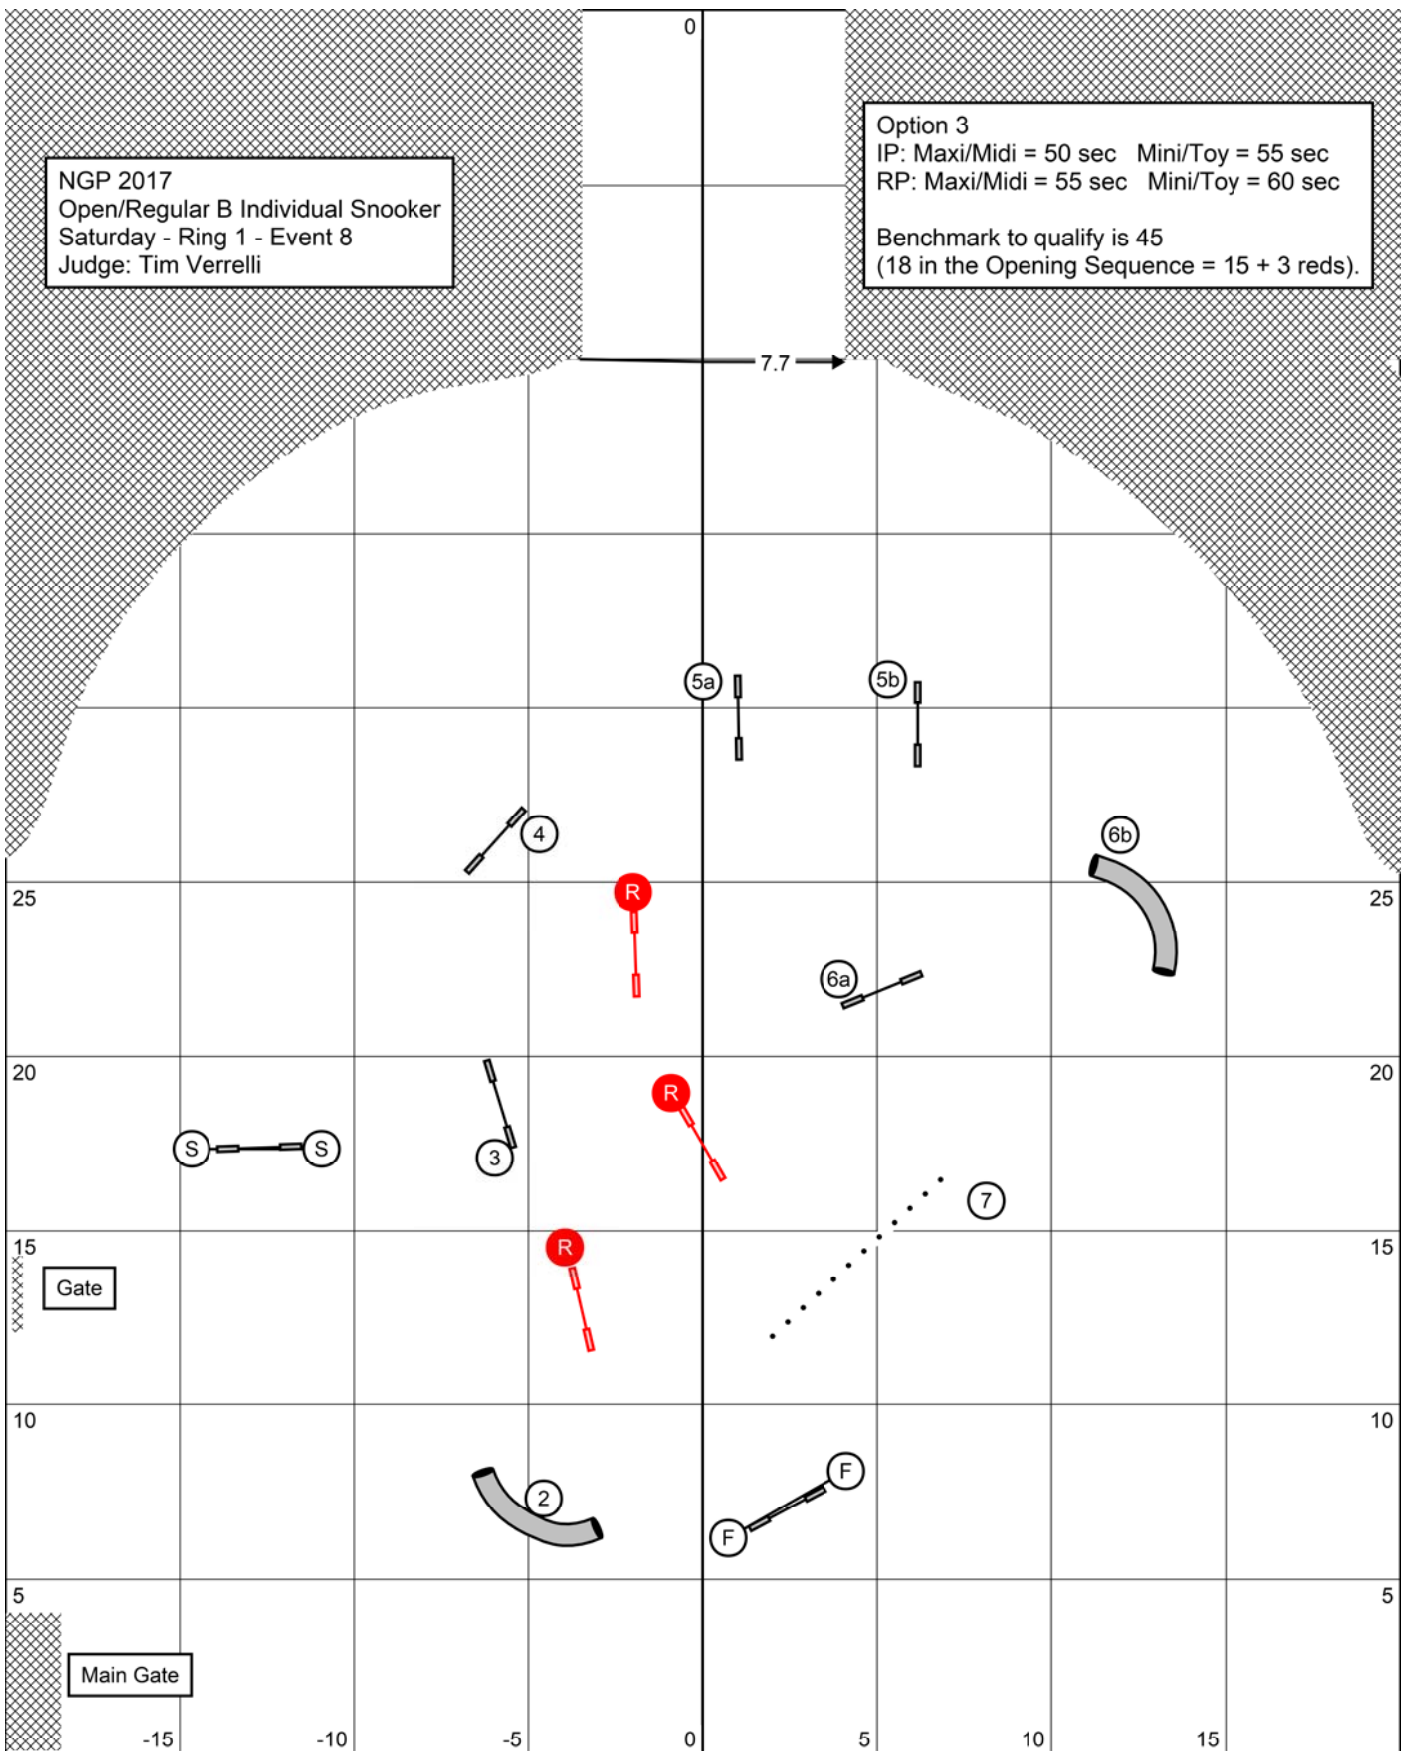 0
NGP 2017
Open/Regular B Individual Snooker
Saturday - Ring 1 - Event 8
Judge: Tim Verrelli
Option 3
IP: Maxi/Midi = 50 sec Mini/Toy = 55 sec
RP: Maxi/Midi = 55 sec Mini/Toy = 60 sec
Benchmark to qualify is 45
(18 in the Opening Sequence = 15 + 3 reds).
7.7
5a
5b
4
6b
25
R
25
6a
20
R
20
S
S
3
7
15
R
15
Gate
10
10
2
F
F
5
5
Main Gate
-15
-10
-5
0
5
10
15